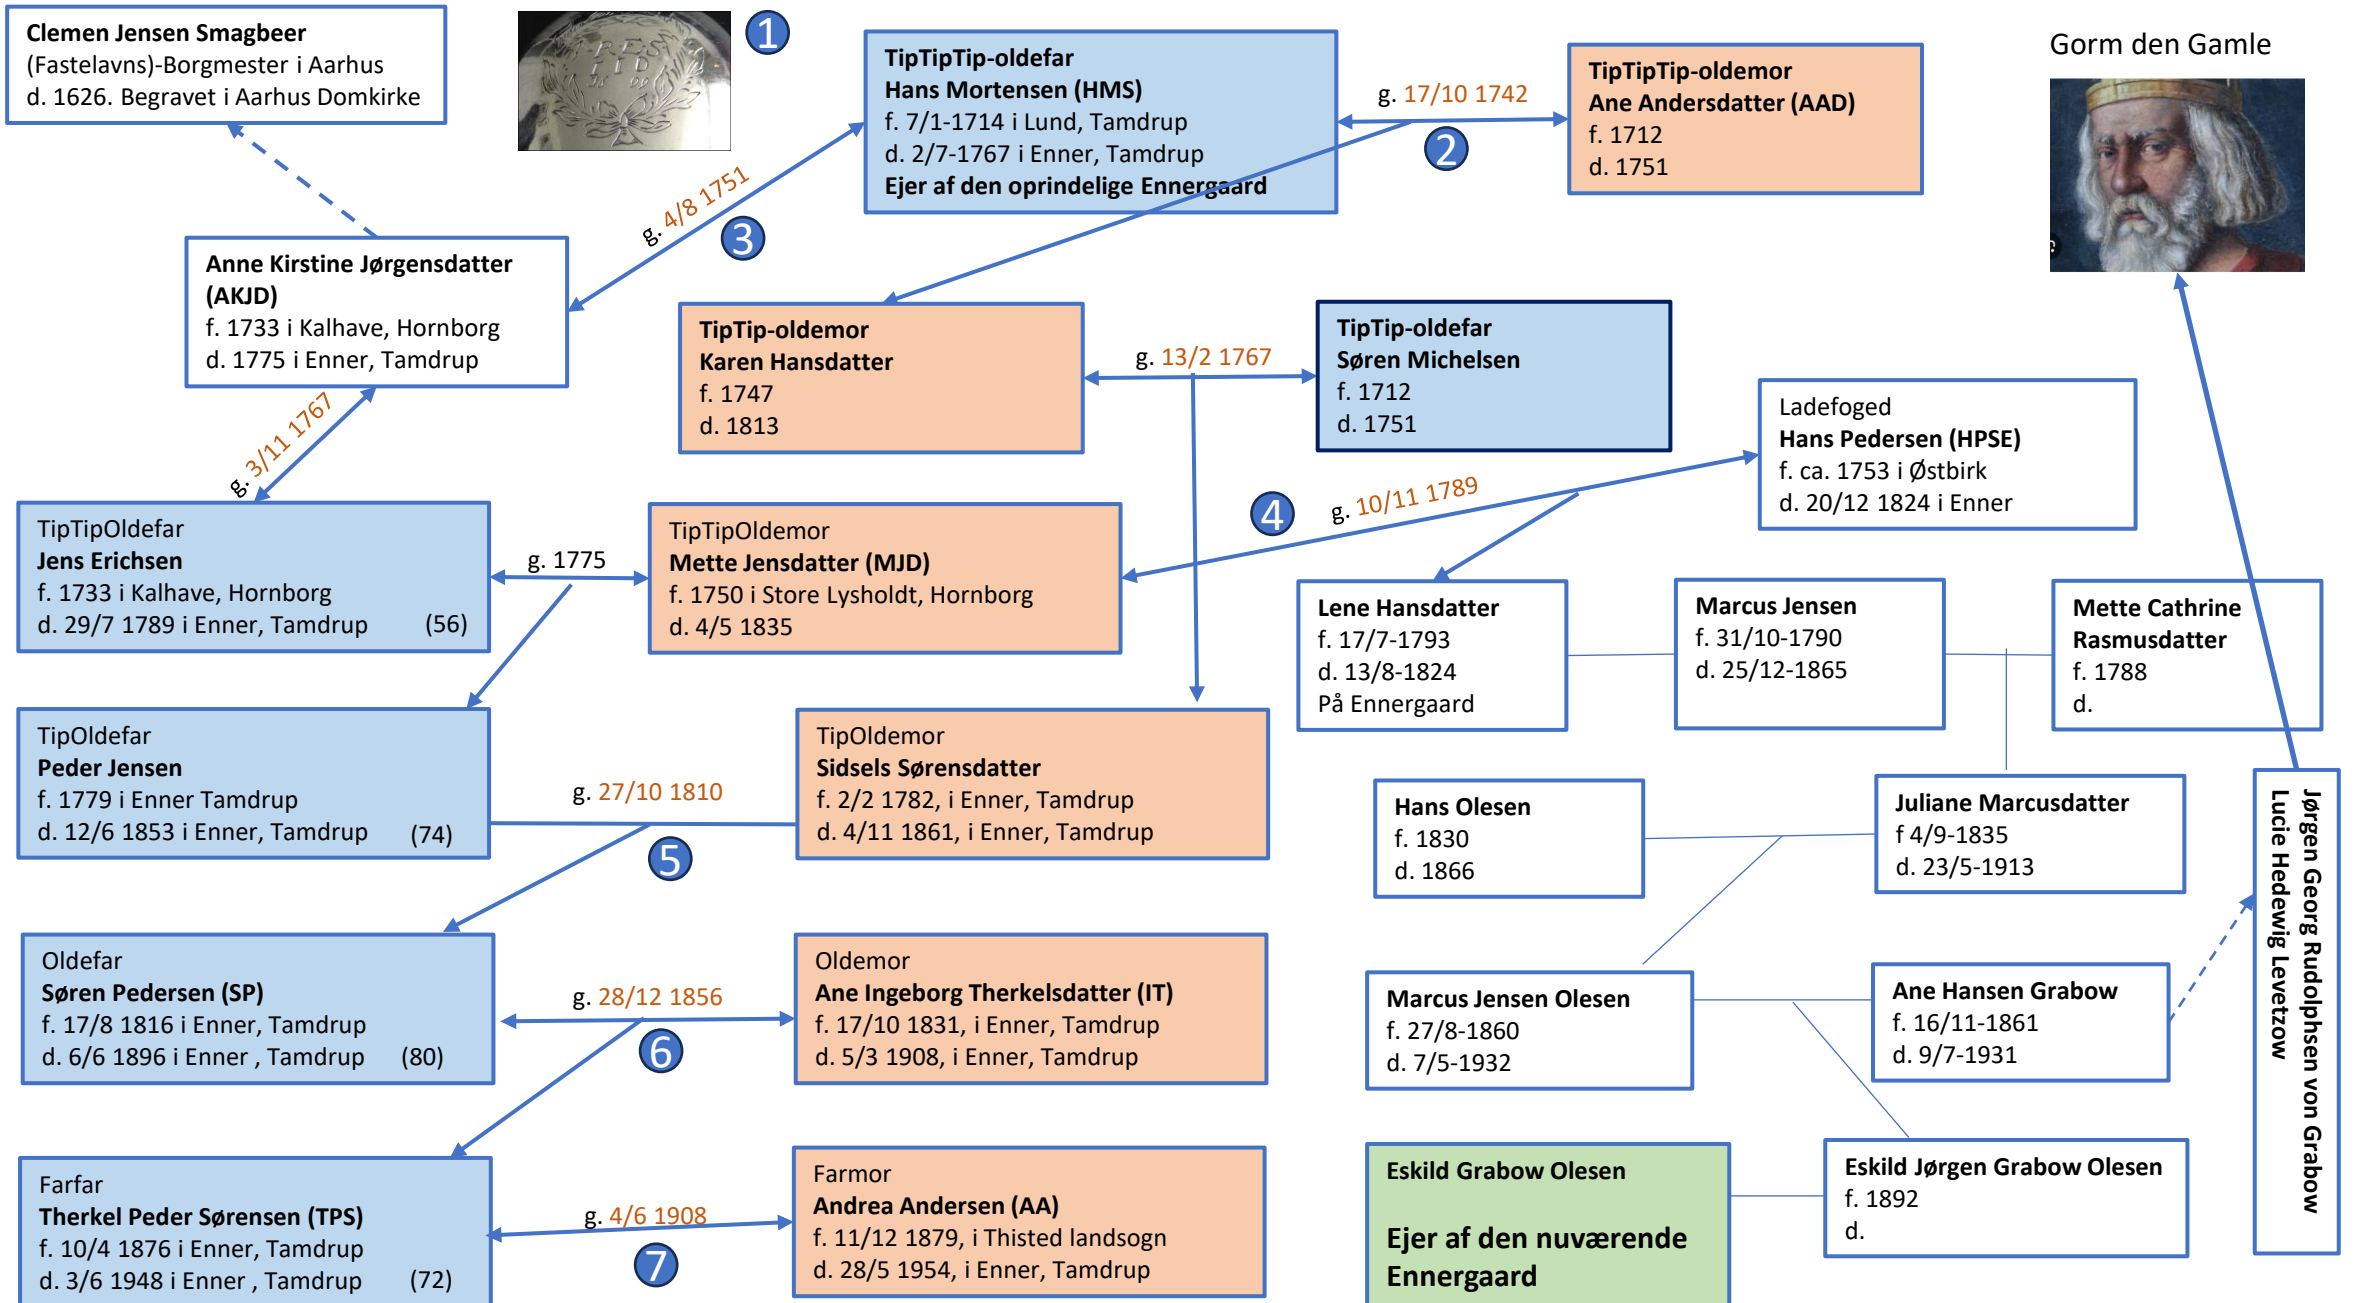 Clemen Jensen Smagbeer
(Fastelavns)-Borgmester i Aarhus
d. 1626. Begravet i Aarhus Domkirke
1
TipTipTip-oldefar
Hans Mortensen (HMS)
f. 7/1-1714 i Lund, Tamdrup
d. 2/7-1767 i Enner, Tamdrup
Ejer af den oprindelige Ennergaard
g. 17/10 1742
2
TipTipTip-oldemor
Ane Andersdatter (AAD)
f. 1712
d. 1751
Gorm den Gamle
g. 4/8 1751
3
Anne Kirstine Jørgensdatter
(AKJD)
f. 1733 i Kalhave, Hornborg
d. 1775 i Enner, Tamdrup
TipTip-oldemor
Karen Hansdatter
f. 1747
d. 1813
g. 13/2 1767
TipTip-oldefar
Søren Michelsen
f. 1712
d. 1751
Ladefoged
Hans Pedersen (HPSE)
f. ca. 1753 i Østbirk
d. 20/12 1824 i Enner
g. 3/11 1767
TipTipOldefar
Jens Erichsen
f. 1733 i Kalhave, Hornborg
d. 29/7 1789 i Enner, Tamdrup (56)
g. 1775
TipTipOldemor
Mette Jensdatter (MJD)
f. 1750 i Store Lysholdt, Hornborg
d. 4/5 1835
4
g. 10/11 1789
Lene Hansdatter
f. 17/7-1793
d. 13/8-1824
På Ennergaard
Marcus Jensen
f. 31/10-1790
d. 25/12-1865
Mette Cathrine
Rasmusdatter
f. 1788
d.
TipOldefar
Peder Jensen
f. 1779 i Enner Tamdrup
d. 12/6 1853 i Enner, Tamdrup (74)
g. 27/10 1810
5
TipOldemor
Sidsels Sørensdatter
f. 2/2 1782, i Enner, Tamdrup
d. 4/11 1861, i Enner, Tamdrup
Hans Olesen
f. 1830
d. 1866
Juliane Marcusdatter
f 4/9-1835
d. 23/5-1913
Jørgen Georg Rudolphsen von Grabow
Lucie Hedewig Levetzow
Oldefar
Søren Pedersen (SP)
f. 17/8 1816 i Enner, Tamdrup
d. 6/6 1896 i Enner , Tamdrup (80)
g. 28/12 1856
6
Oldemor
Ane Ingeborg Therkelsdatter (IT)
f. 17/10 1831, i Enner, Tamdrup
d. 5/3 1908, i Enner, Tamdrup
Marcus Jensen Olesen
f. 27/8-1860
d. 7/5-1932
Ane Hansen Grabow
f. 16/11-1861
d. 9/7-1931
Farfar
Therkel Peder Sørensen (TPS)
f. 10/4 1876 i Enner, Tamdrup
d. 3/6 1948 i Enner , Tamdrup (72)
g. 4/6 1908
7
Farmor
Andrea Andersen (AA)
f. 11/12 1879, i Thisted landsogn
d. 28/5 1954, i Enner, Tamdrup
Eskild Grabow Olesen
Ejer af den nuværende
Ennergaard
Eskild Jørgen Grabow Olesen
f. 1892
d.